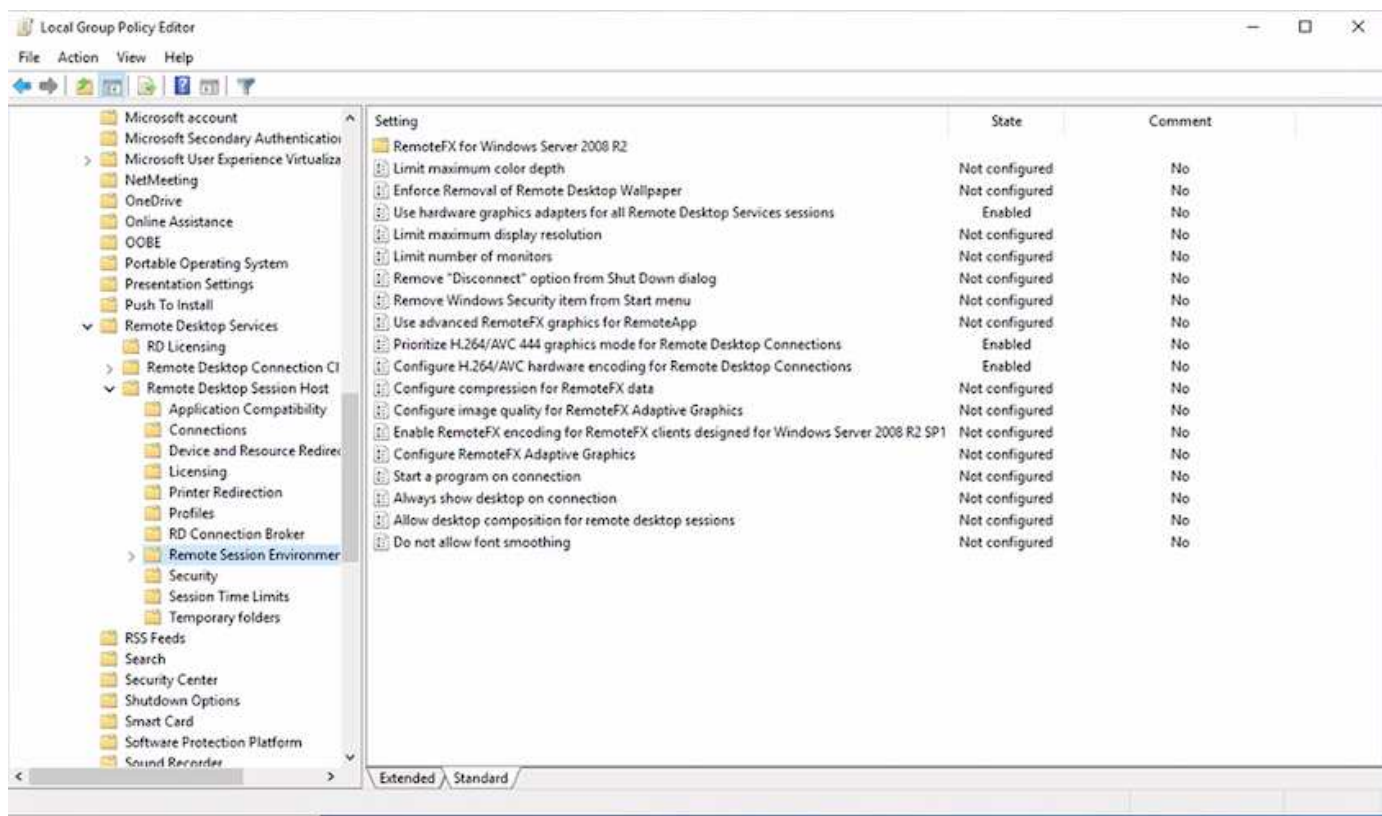 Local Group Policy Editor
File Action View Help
Microsoft account
Microsoft Secondary Authentication
Microsoft User Experience Virtualiza
NetMeeting
OneDrive
Online Assistance
OOBE
Portable Operating System
Presentation Settings
Push To Install
Remote Desktop Services
RD Licensing
Remote Desktop Connection Cl
Remote Desktop Session Host
Application Compatibility
Connections
Device and Resource Redirec
Licensing
Printer Redirection
Profiles
RD Connection Broker
Remote Session Environmer
Security
Session Time Limits
Temporary folders
RSS Feeds
Search
Security Center
Shutdown Options
Smart Card
Software Protection Platform
Sound Recorder
Setting State Comment
RemoteFX for Windows Server 2008 R2
Limit maximum color depth Not configured No
Enforce Removal of Remote Desktop Wallpaper Not configured No
Use hardware graphics adapters for all Remote Desktop Services sessions Enabled No
Limit maximum display resolution Not configured No
Limit number of monitors Not configured No
Remove "Disconnect" option from Shut Down dialog Not configured No
Remove Windows Security item from Start menu Not configured No
Use advanced RemoteFX graphics for RemoteApp Not configured No
Prioritize H.264/AVC 444 graphics mode for Remote Desktop Connections Enabled No
Configure H.264/AVC hardware encoding for Remote Desktop Connections Enabled No
Configure compression for RemoteFX data Not configured No
Configure image quality for RemoteFX Adaptive Graphics Not configured No
Enable RemoteFX encoding for RemoteFX clients designed for Windows Server 2008 R2 SP1 Not configured No
Configure RemoteFX Adaptive Graphics Not configured No
Start a program on connection Not configured No
Always show desktop on connection Not configured No
Allow desktop composition for remote desktop sessions Not configured No
Do not allow font smoothing Not configured No
Extended Standard